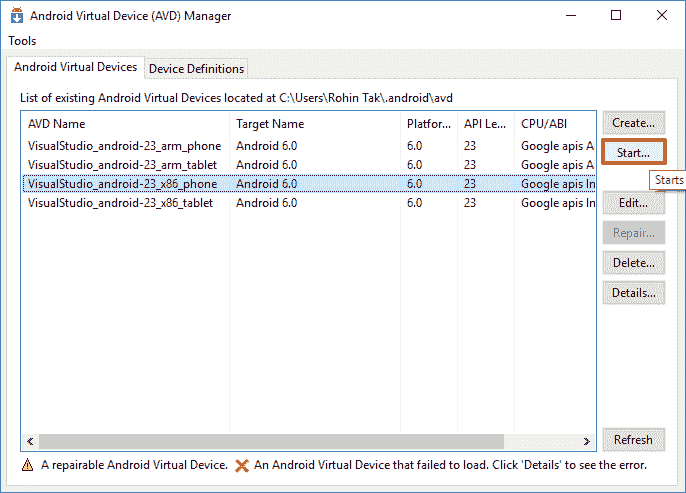 Android Virtual Device (AVD) Manager
Tools
Android Virtual Devices Device Definitions
List of existing Android Virtual Devices located at C:\Users\Rohin Tak\.android\avd
AVD Name Target Name Platfor... API Le... CPU/ABI Create...
VisualStudio_android-23_arm_phone Android 6.0 6.0 23 Google apis A Start...
VisualStudio_android-23_arm_tablet Android 6.0 6.0 23 Google apis A
VisualStudio_android-23_x86_phone Android 6.0 6.0 23 Google apis In Starts
VisualStudio_android-23_x86_tablet Android 6.0 6.0 23 Google apis In Edit...
Repair...
Delete...
Details...
Refresh
A repairable Android Virtual Device. An Android Virtual Device that failed to load. Click 'Details' to see the error.